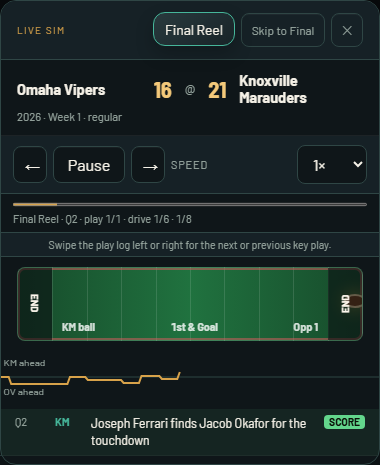 LIVE SIM
Final Reel
Skip to Final
×
Omaha Vipers
16
@
21
Knoxville
Marauders
2026 · Week 1 · regular
←
Pause
→
SPEED
1×
Final Reel · Q2 · play 1/1 · drive 1/6 · 1/8
Swipe the play log left or right for the next or previous key play.
END
END
KM ball
1st & Goal
Opp 1
KM ahead
OV ahead
Q2
KM
Joseph Ferrari finds Jacob Okafor for the
touchdown
SCORE